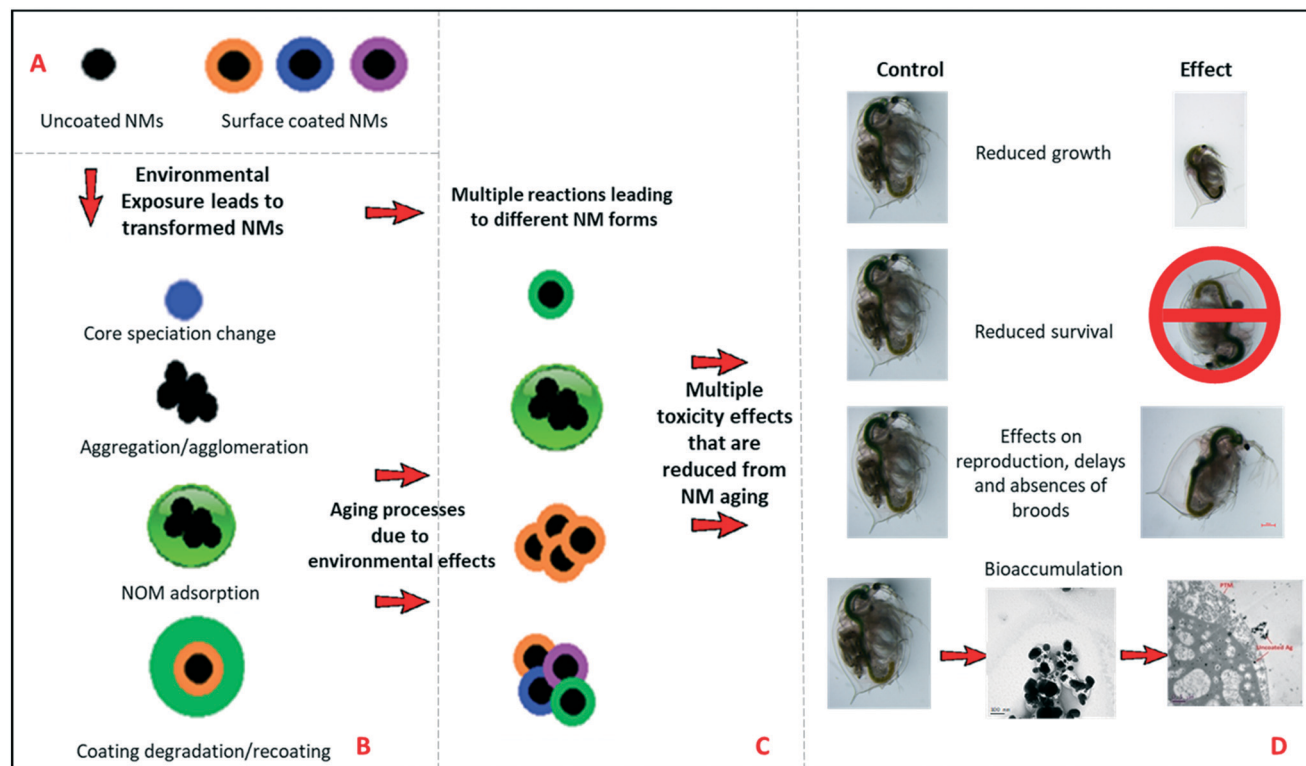 A
Uncoated NMs
Surface coated NMs
Environmental
Exposure leads to
transformed NMs
Core speciation change
Aggregation/agglomeration
NOM adsorption
Coating degradation/recoating
B
Aging processes
due to
environmental effects
Multiple reactions leading
to different NM forms
C
Multiple
toxicity effects
that are
reduced from
NM aging
Control
Effect
Reduced growth
Reduced survival
Effects on
reproduction, delays
and absences of
broods
Bioaccumulation
PTM
Uncoated Ag
D